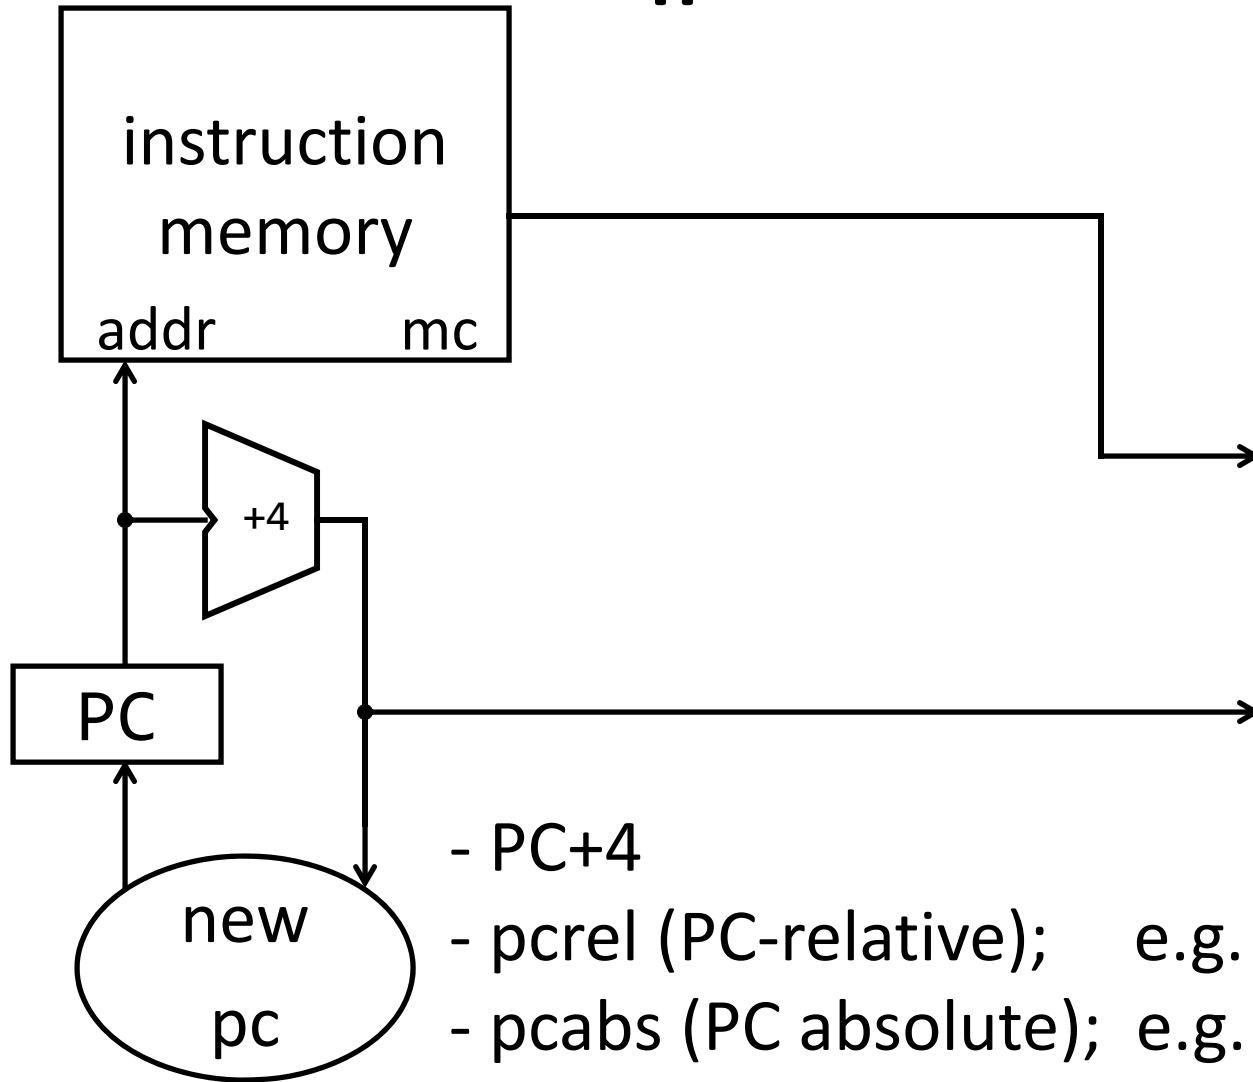 instruction
memory
addr mc
+4
PC
new
pc
- PC+4
- pcrel (PC-relative); e.g.
- pcabs (PC absolute); e.g.